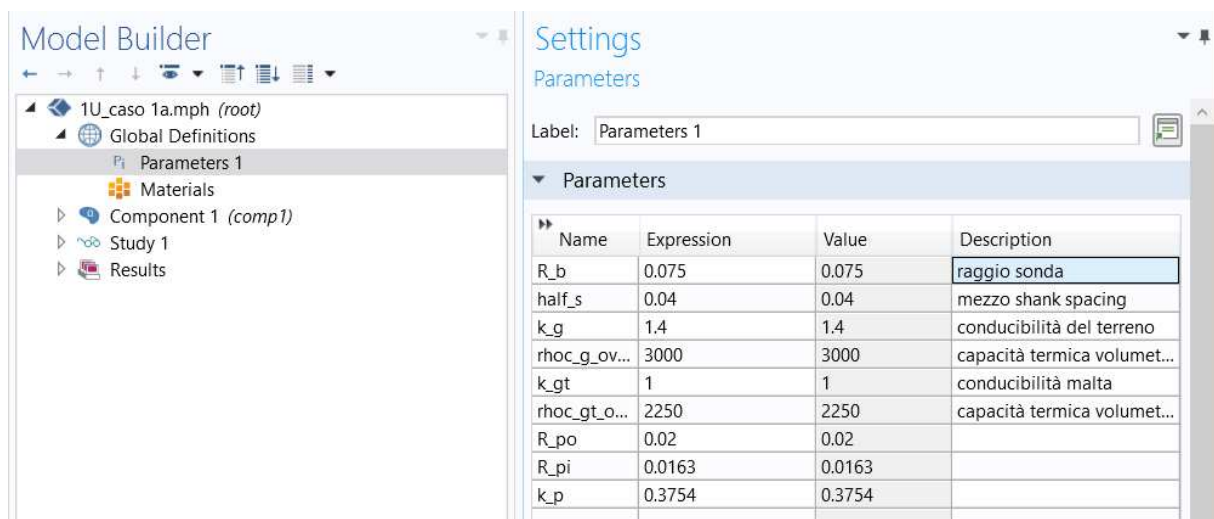 Model Builder
1U_caso 1a.mph (root)
Global Definitions
Pi Parameters 1
Materials
Component 1 (comp1)
Study 1
Results
Settings
Parameters
Label: Parameters 1
Parameters
Name Expression Value Description
R_b 0.075 0.075 raggio sonda
half_s 0.04 0.04 mezzo shank spacing
k_g 1.4 1.4 conducibilità del terreno
rhoc_g_ov... 3000 3000 capacità termica volumet...
k_gt 1 1 conducibilità malta
rhoc_gt_o... 2250 2250 capacità termica volumet...
R_po 0.02 0.02
R_pi 0.0163 0.0163
k_p 0.3754 0.3754